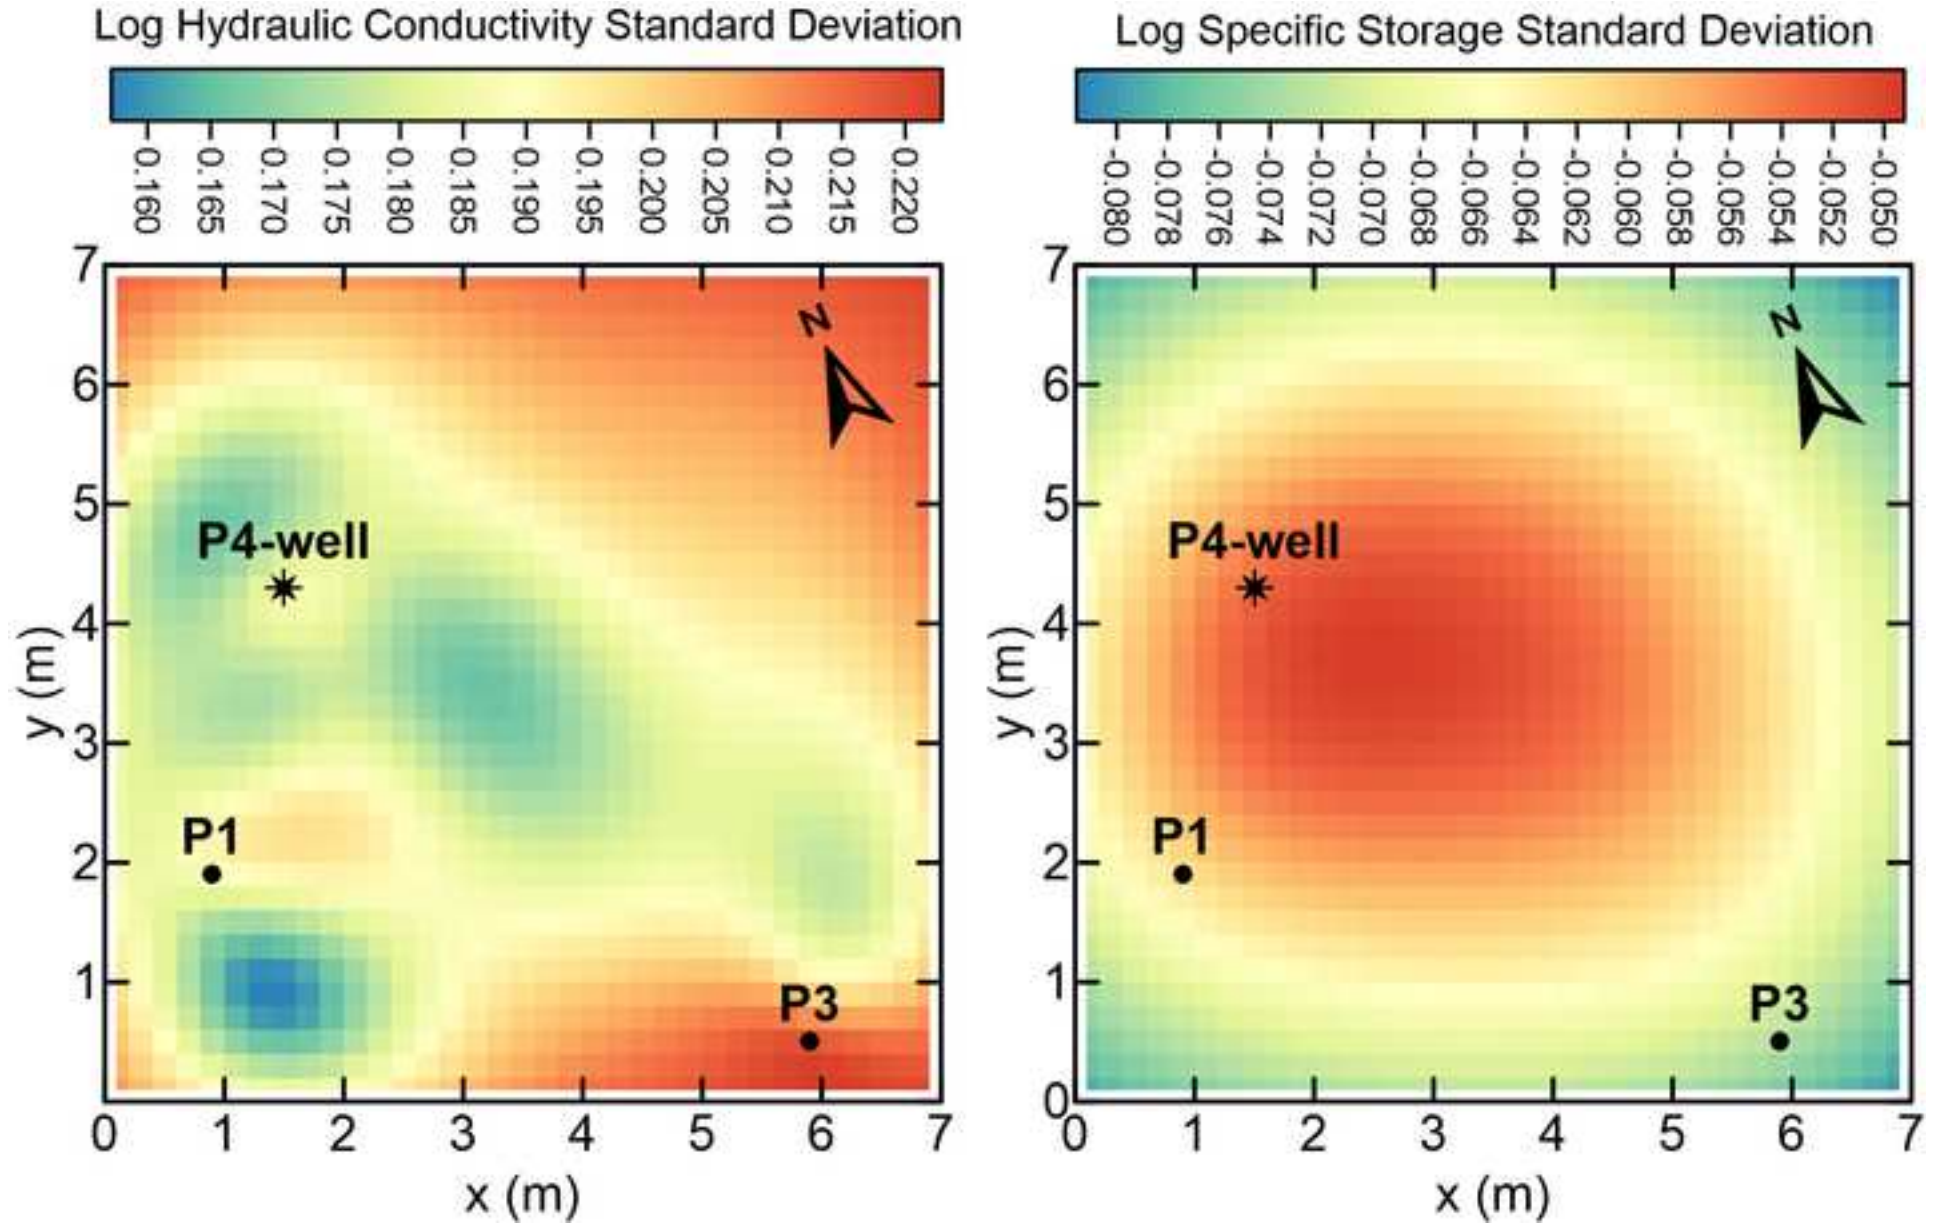 Log Hydraulic Conductivity Standard Deviation
0.160 0.165 0.170 0.175 0.180 0.185 0.190 0.195 0.200 0.205 0.210 0.215 0.220
7
6
5
4
3
2
1
y (m)
N
P4-well
P1
P3
0 1 2 3 4 5 6 7
x (m)
Log Specific Storage Standard Deviation
-0.080 -0.078 -0.076 -0.074 -0.072 -0.070 -0.068 -0.066 -0.064 -0.062 -0.060 -0.058 -0.056 -0.054 -0.052 -0.050
7
6
5
4
3
2
1
0
y (m)
N
P4-well
P1
P3
0 1 2 3 4 5 6 7
x (m)